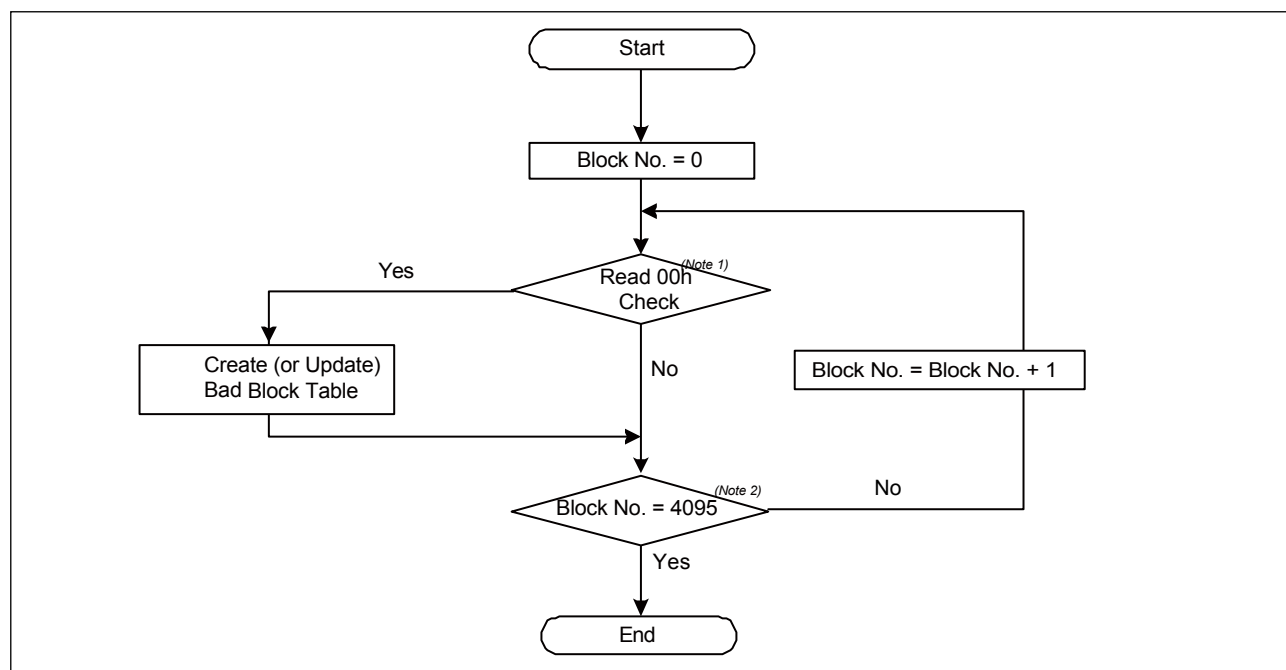 Start
Block No. = 0
(Note 1)
Yes
Read 00h
Check
No
Create (or Update)
Bad Block Table
Block No. = Block No. + 1
(Note 2)
Block No. = 4095
No
Yes
End